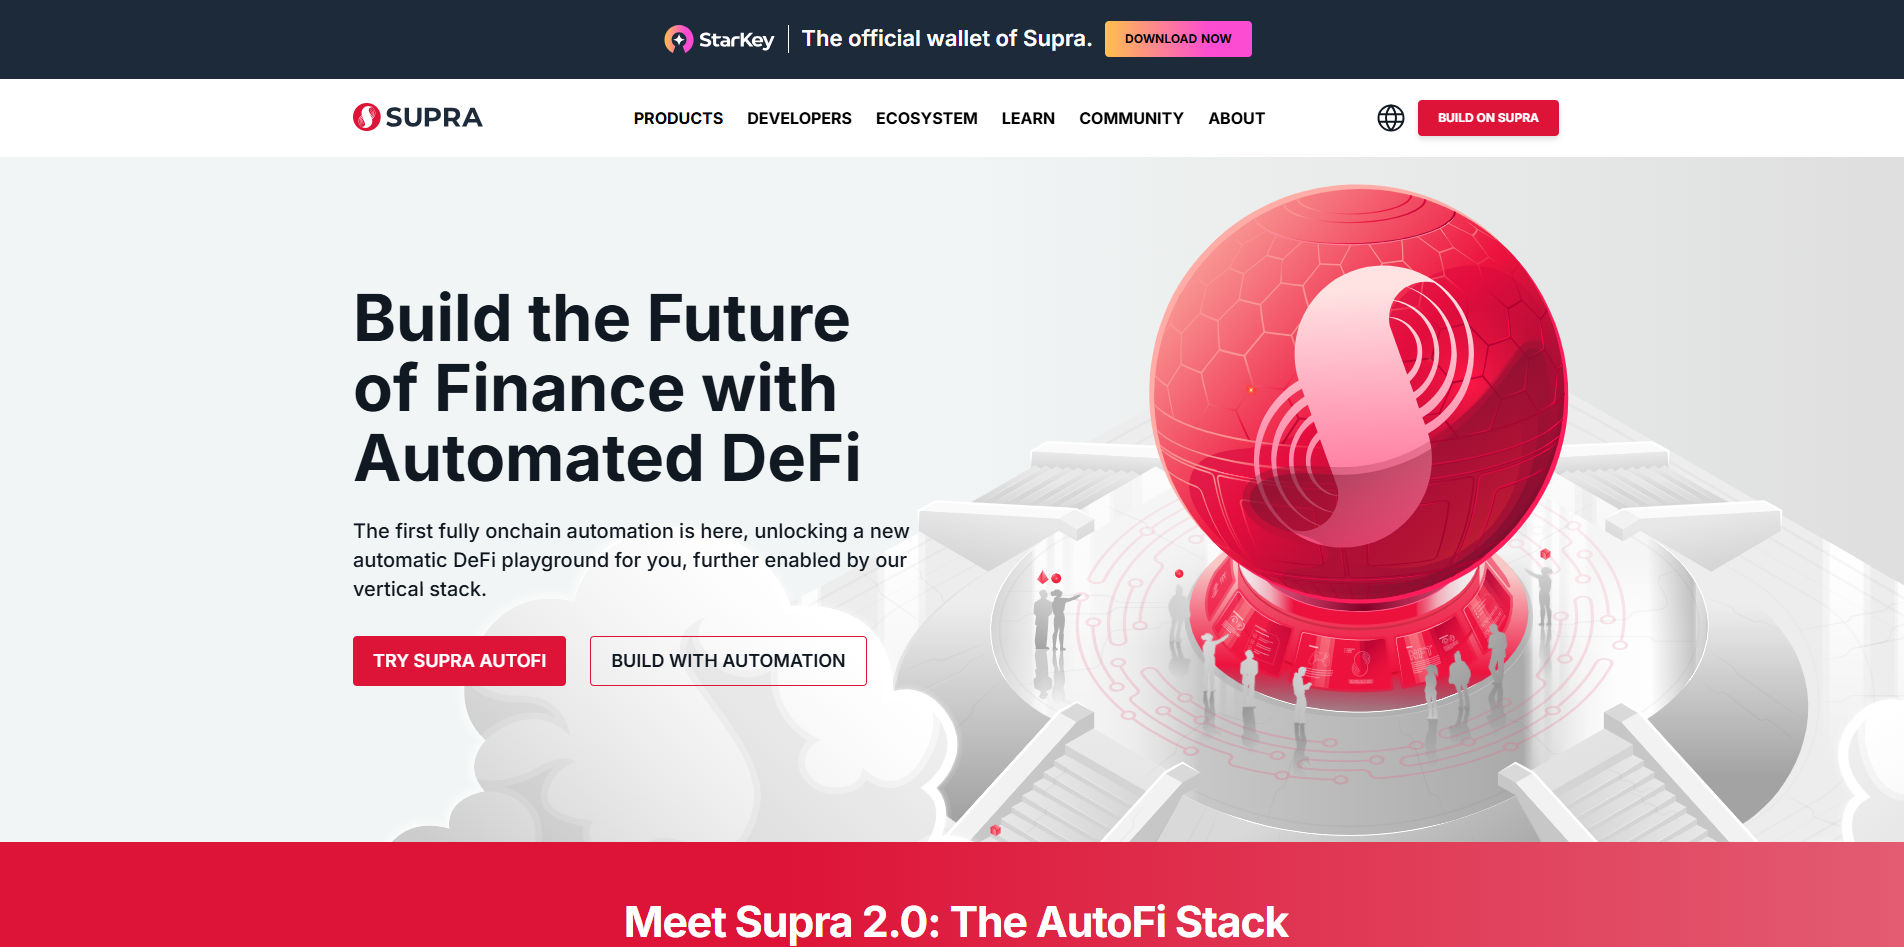 StarKey
The official wallet of Supra.
DOWNLOAD NOW
SUPRA
PRODUCTS
DEVELOPERS
ECOSYSTEM
LEARN
COMMUNITY
ABOUT
BUILD ON SUPRA
Build the Future
of Finance with
Automated DeFi
The first fully onchain automation is here, unlocking a new
automatic DeFi playground for you, further enabled by our
vertical stack.
TRY SUPRA AUTOFI
BUILD WITH AUTOMATION
Meet Supra 2.0: The AutoFi Stack